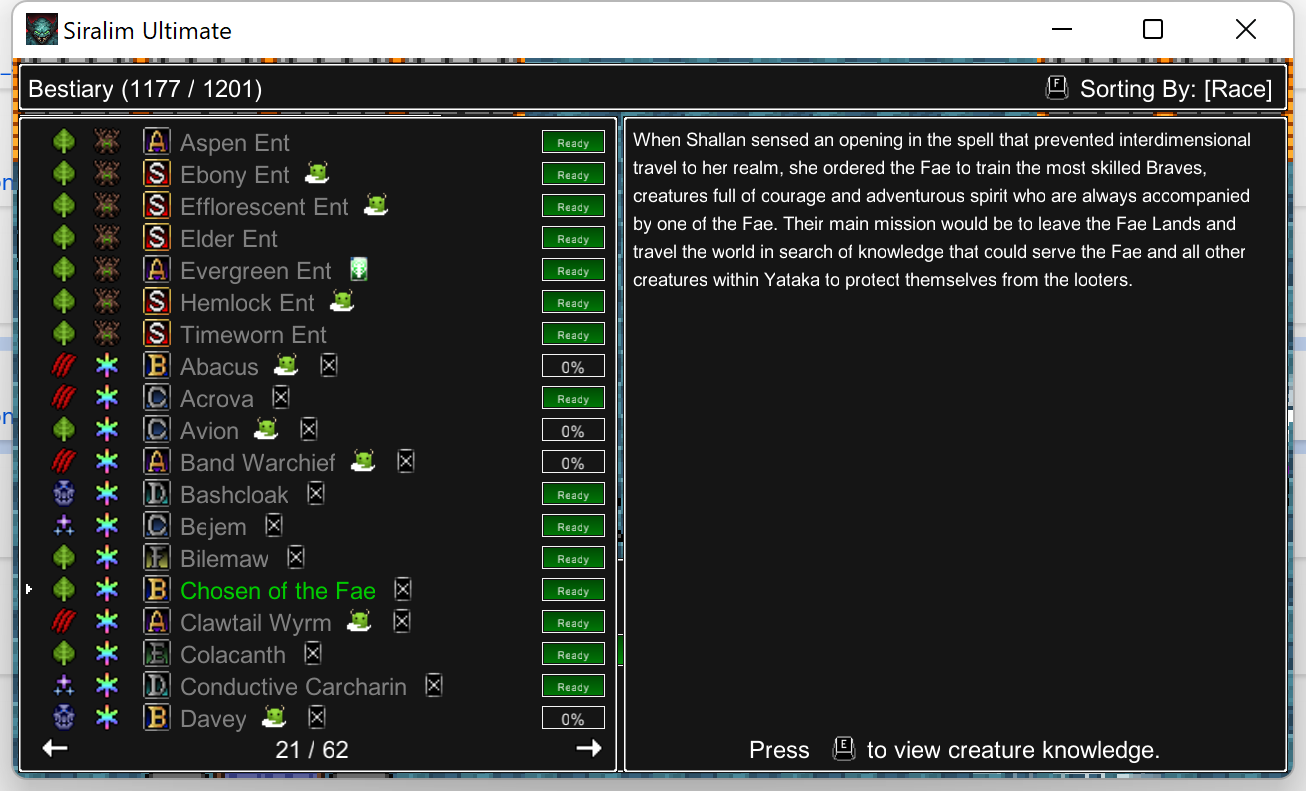 Siralim Ultimate
Bestiary (1177 / 1201)
F Sorting By: [Race]
A Aspen Ent Ready
S Ebony Ent Ready
S Efflorescent Ent Ready
S Elder Ent Ready
A Evergreen Ent Ready
S Hemlock Ent Ready
S Timeworn Ent Ready
B Abacus 0%
C Acrova Ready
C Avion 0%
A Band Warchief 0%
D Bashcloak Ready
C Bejem Ready
F Bilemaw Ready
B Chosen of the Fae Ready
A Clawtail Wyrm Ready
E Colacanth Ready
D Conductive Carcharin Ready
B Davey 0%
21 / 62
When Shallan sensed an opening in the spell that prevented interdimensional
travel to her realm, she ordered the Fae to train the most skilled Braves,
creatures full of courage and adventurous spirit who are always accompanied
by one of the Fae. Their main mission would be to leave the Fae Lands and
travel the world in search of knowledge that could serve the Fae and all other
creatures within Yataka to protect themselves from the looters.
Press E to view creature knowledge.